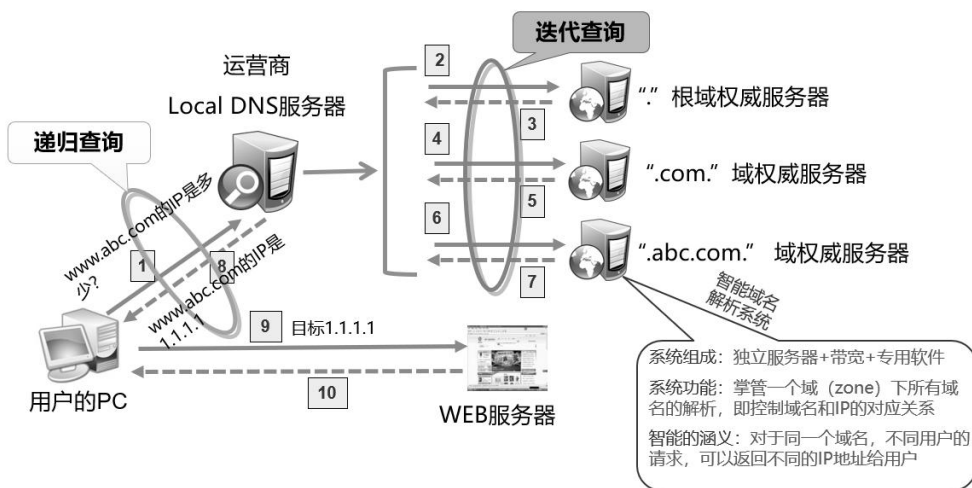 迭代查询
运营商
Local DNS服务器
递归查询
2
3
4
5
6
7
“.”根域权威服务器
“.com.”域权威服务器
“.abc.com.”域权威服务器
www.abc.com的IP是多
少?
1
8
www.abc.com的IP是
1.1.1.1
智能域名
解析系统
9
目标1.1.1.1
10
用户的PC
WEB服务器
系统组成：独立服务器+带宽+专用软件
系统功能：掌管一个域（zone）下所有域
名的解析，即控制域名和IP的对应关系
智能的涵义：对于同一个域名，不同用户的
请求，可以返回不同的IP地址给用户